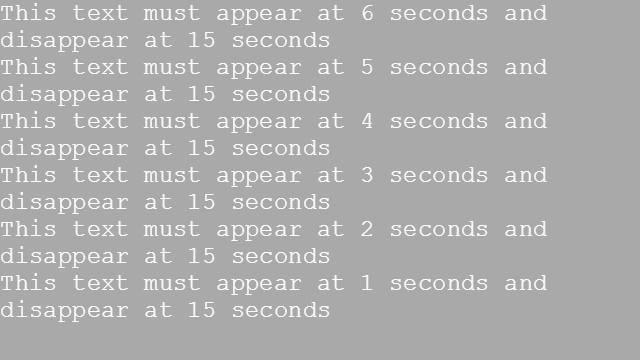 This text must appear at 6 seconds and
disappear at 15 seconds
This text must appear at 5 seconds and
disappear at 15 seconds
This text must appear at 4 seconds and
disappear at 15 seconds
This text must appear at 3 seconds and
disappear at 15 seconds
This text must appear at 2 seconds and
disappear at 15 seconds
This text must appear at 1 seconds and
disappear at 15 seconds